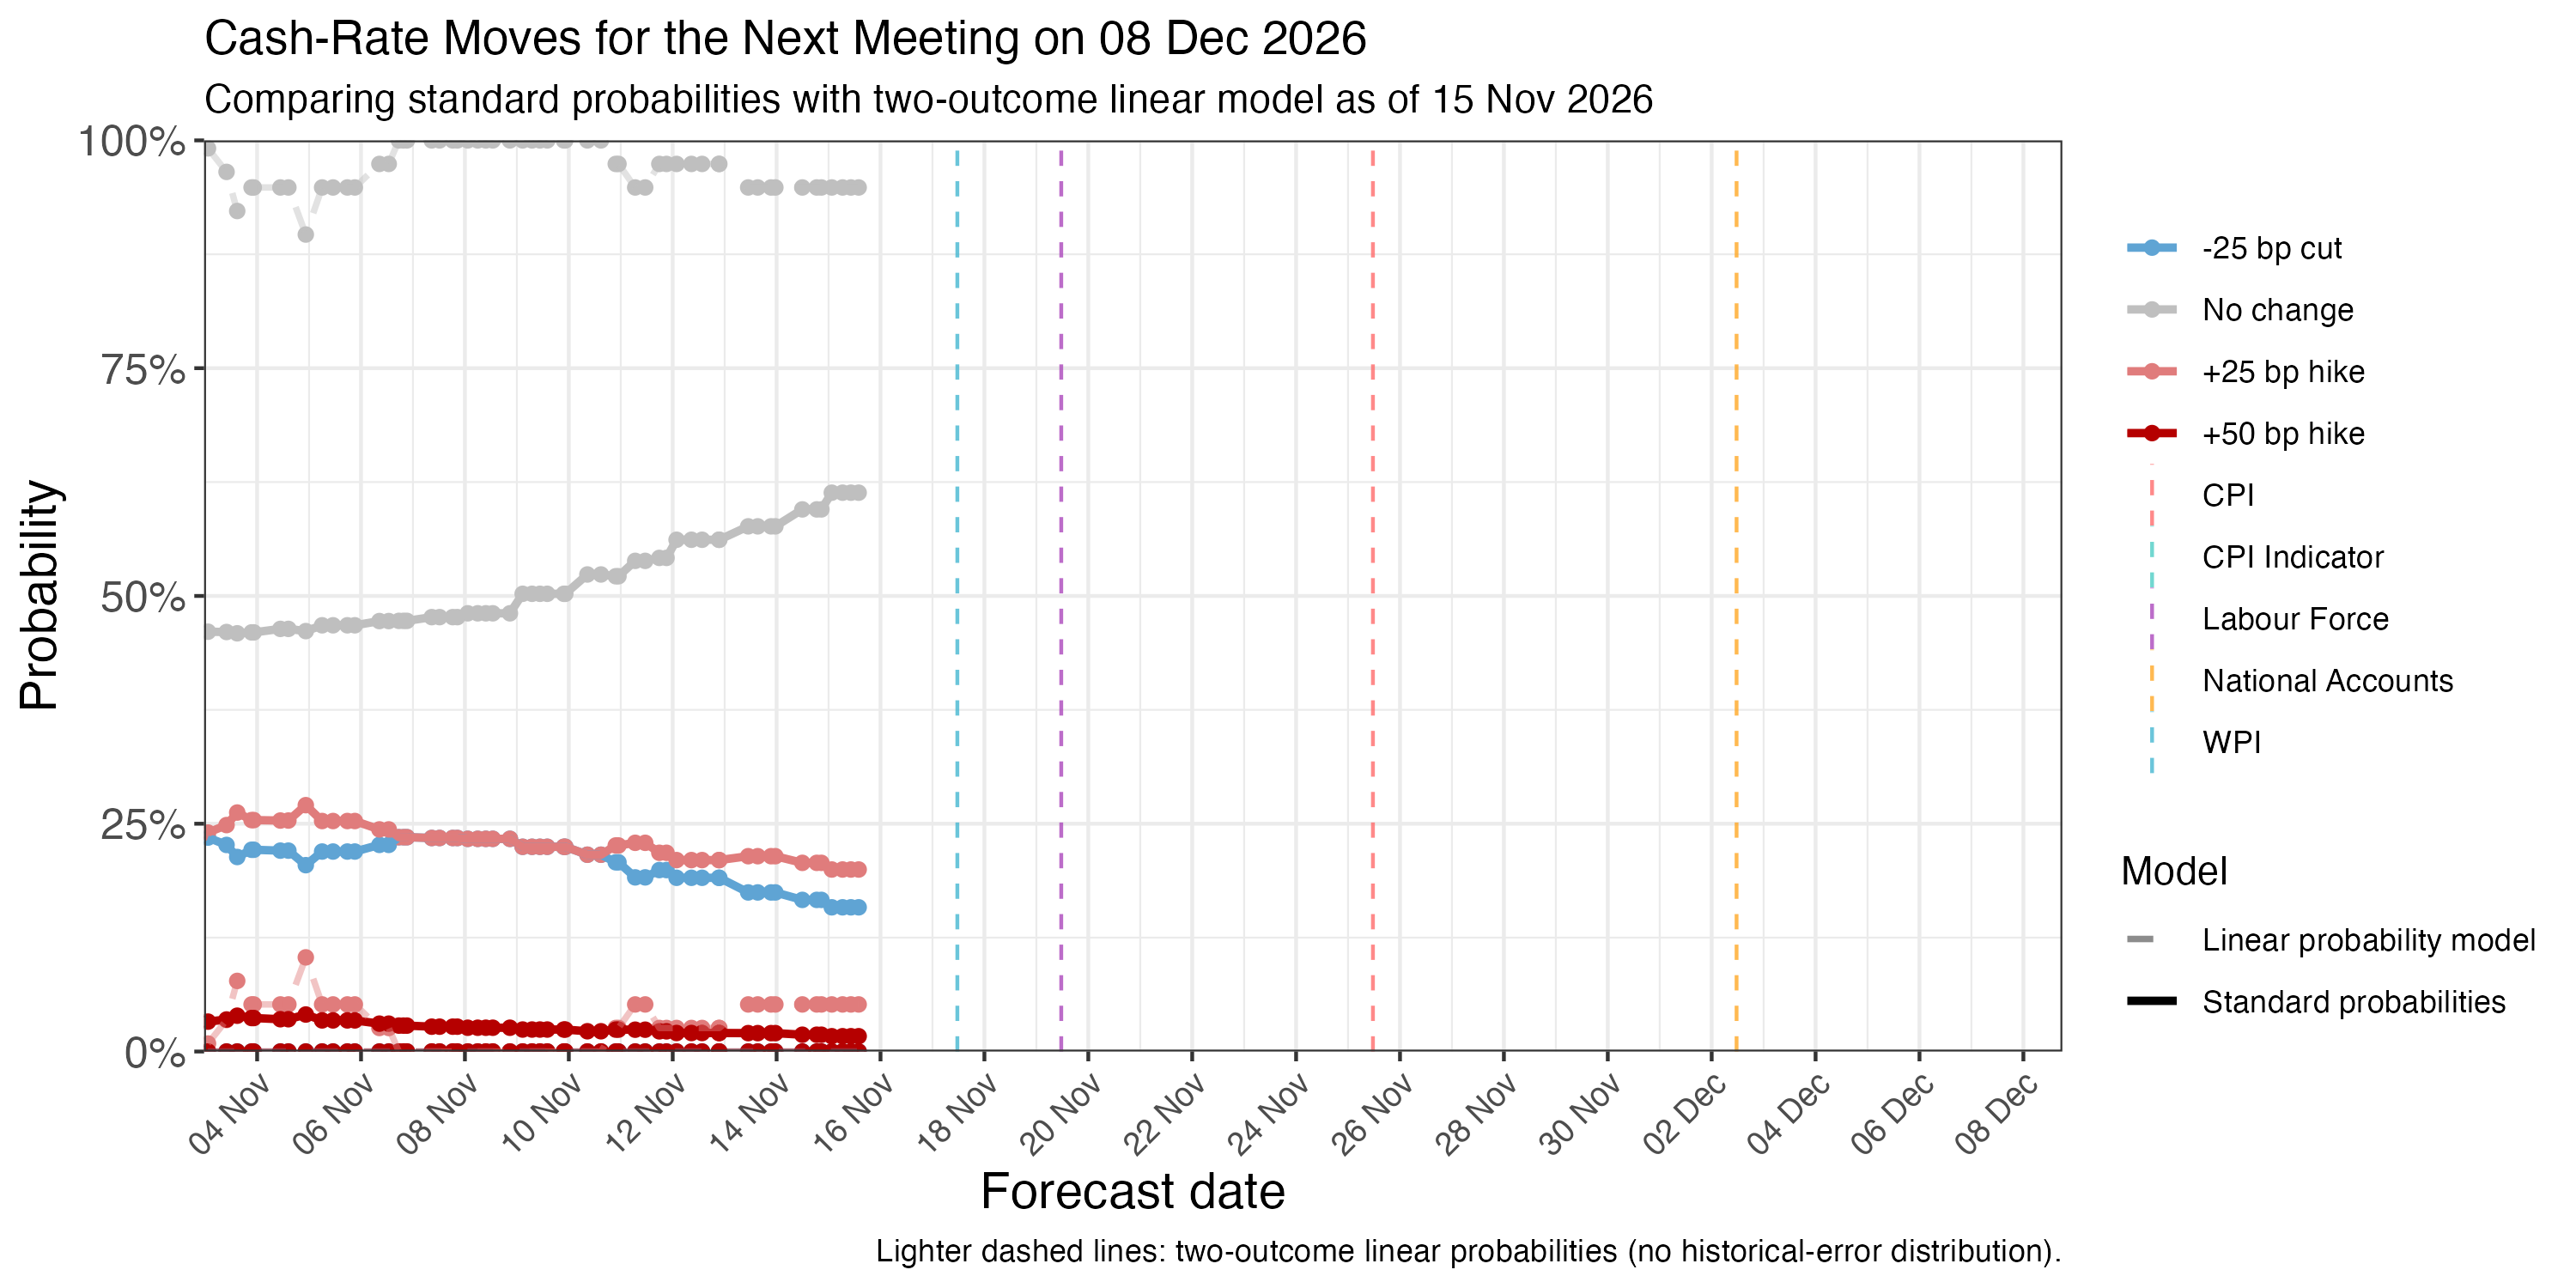 Cash-Rate Moves for the Next Meeting on 08 Dec 2026
Comparing standard probabilities with two-outcome linear model as of 15 Nov 2026
Probability
100%
75%
50%
25%
0%
04 Nov
06 Nov
08 Nov
10 Nov
12 Nov
14 Nov
16 Nov
18 Nov
20 Nov
22 Nov
24 Nov
26 Nov
28 Nov
30 Nov
02 Dec
04 Dec
06 Dec
08 Dec
Forecast date
-25 bp cut
No change
+25 bp hike
+50 bp hike
CPI
CPI Indicator
Labour Force
National Accounts
WPI
Model
Linear probability model
Standard probabilities
Lighter dashed lines: two-outcome linear probabilities (no historical-error distribution).